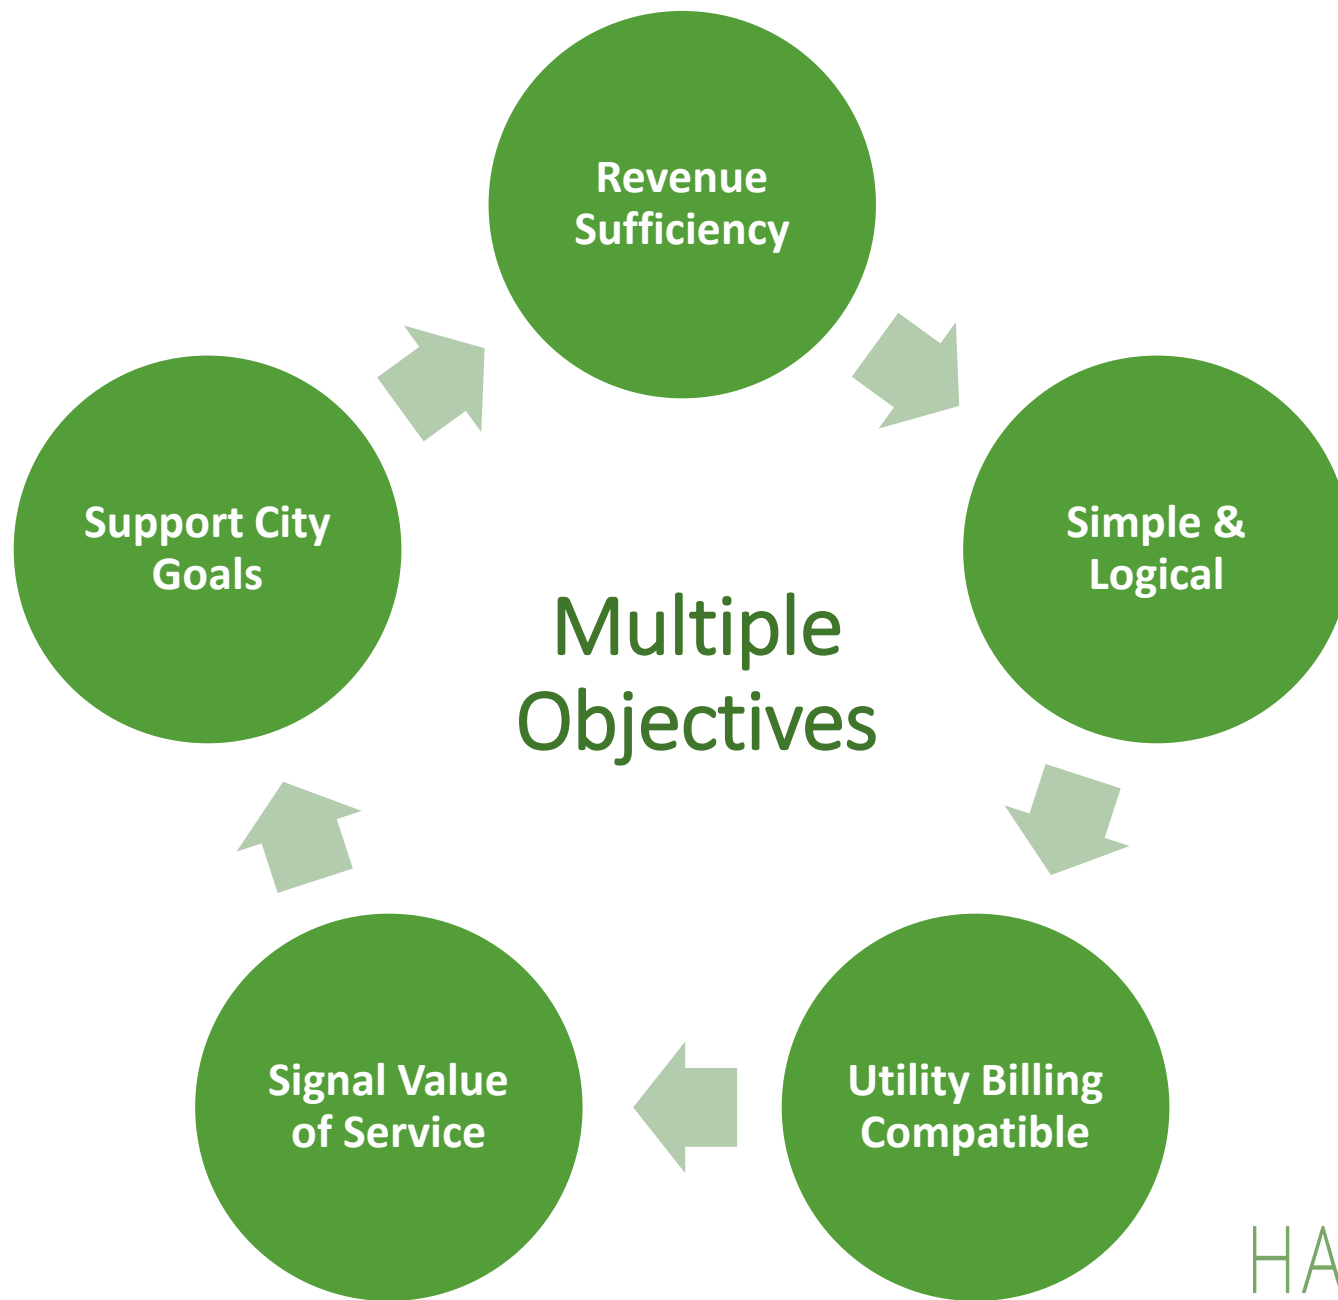 Revenue
Sufficiency
Simple &
Logical
Support City
Goals
Multiple
Objectives
Utility Billing
Compatible
Signal Value
of Service
HA